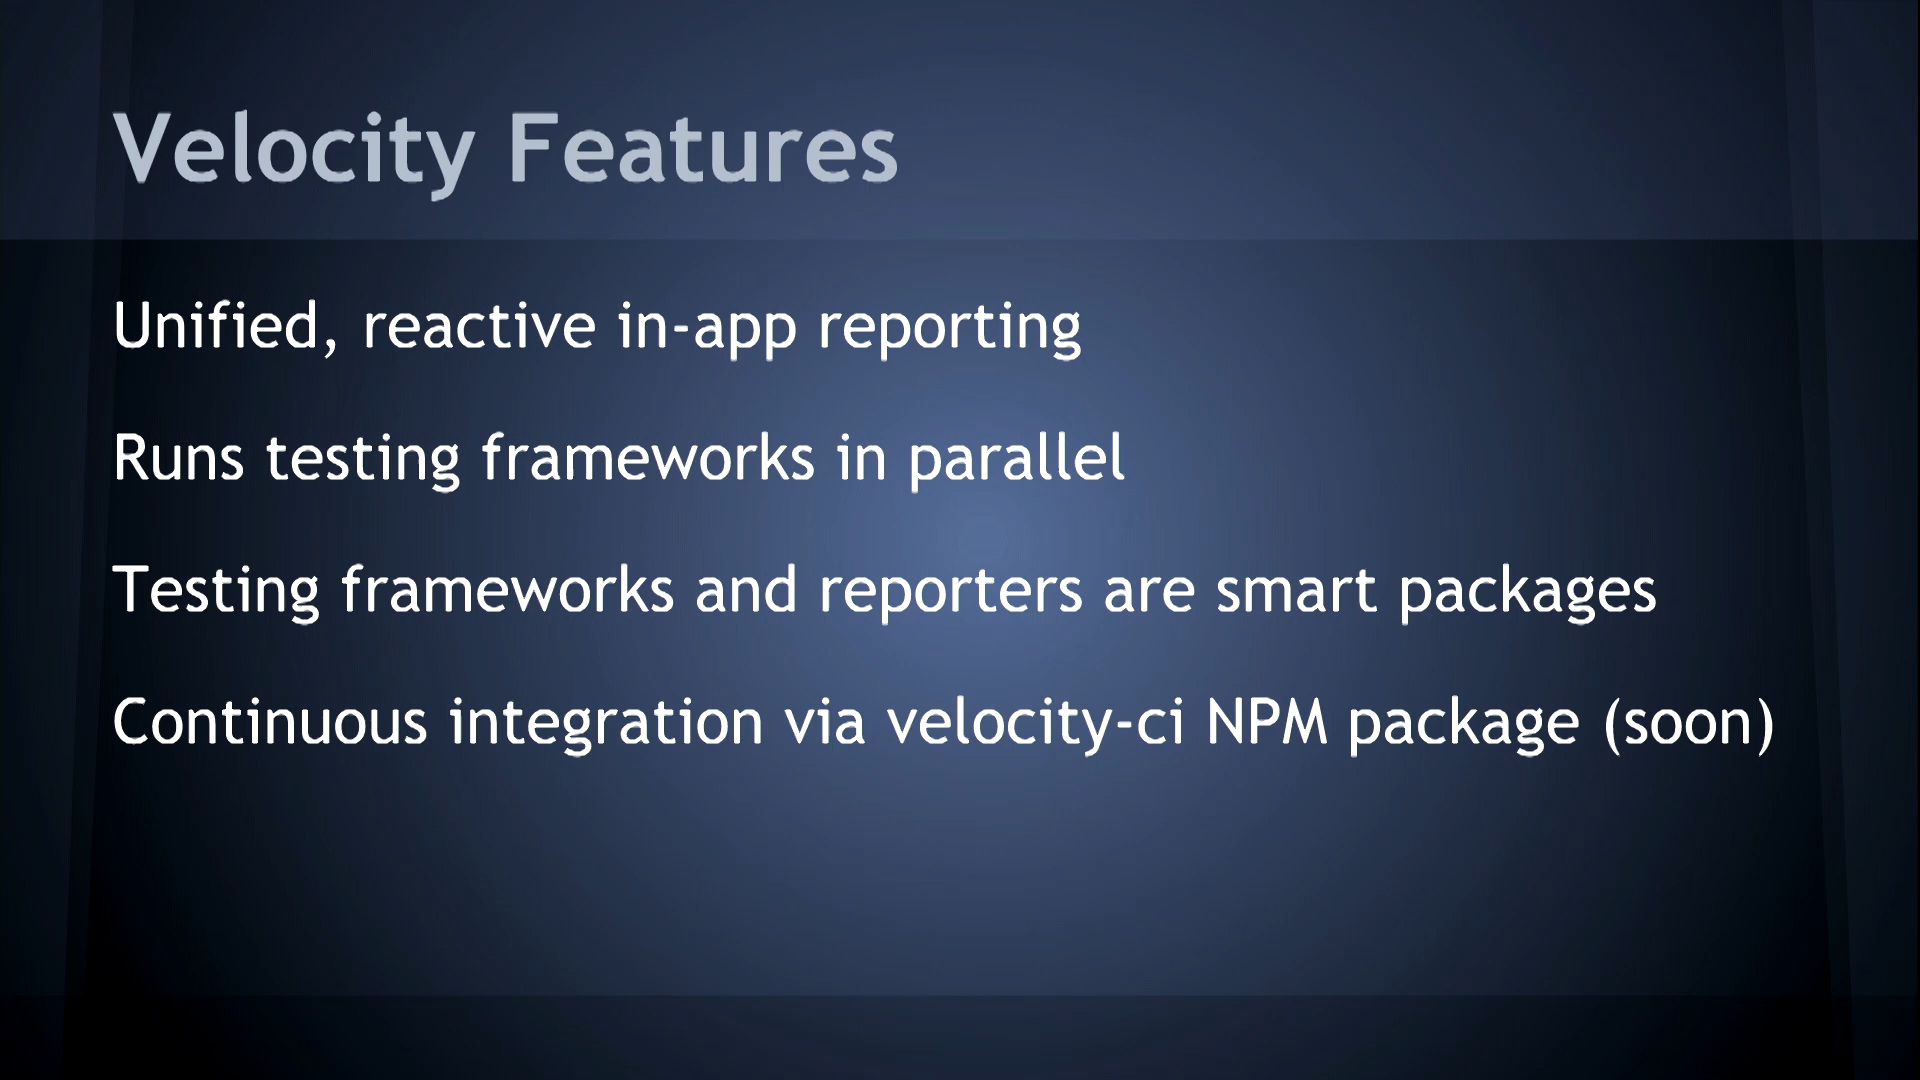 Velocity Features
Unified, reactive in-app reporting
Runs testing frameworks in parallel
Testing frameworks and reporters are smart packages
Continuous integration via velocity-ci NPM package (soon)